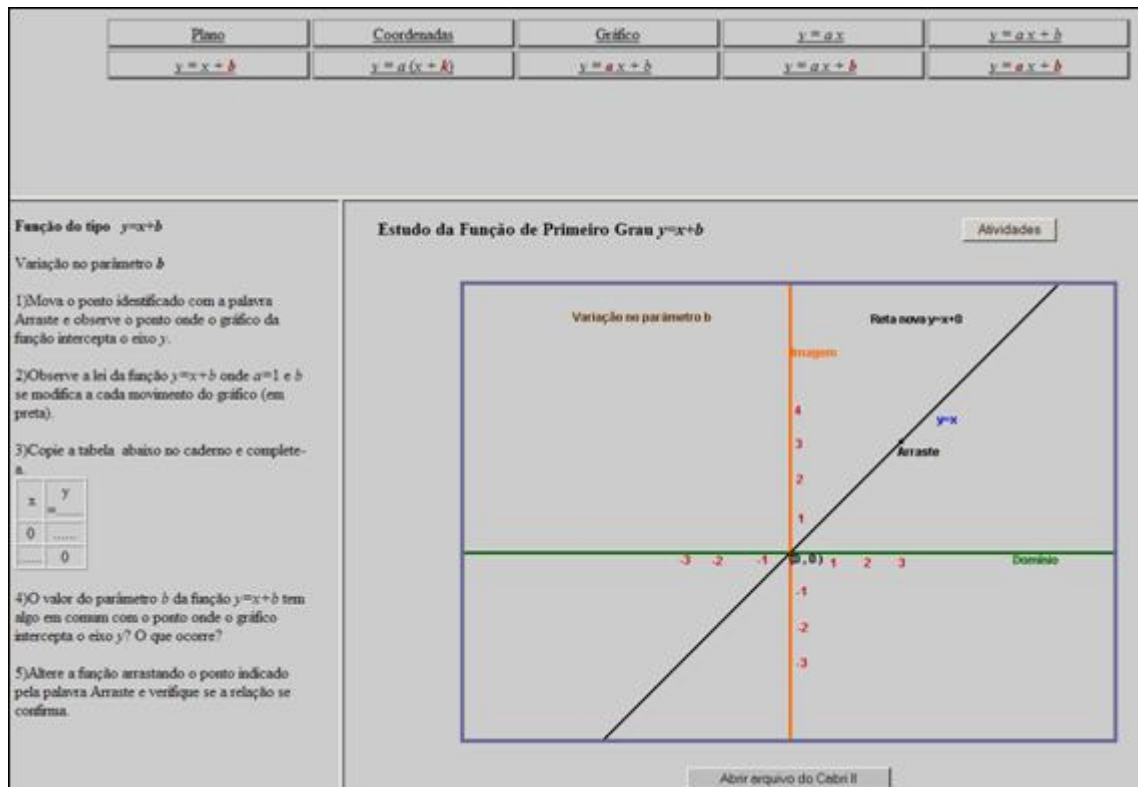 Plano Coordenadas Gráfico y = a x y = a x + b
y = x + b y = a (x + k) y = a x + b y = a x + b y = a x + b
Função do tipo y=x+b
Variação no parâmetro b
1)Mova o ponto identificado com a palavra
Arraste e observe o ponto onde o gráfico da
função intercepta o eixo y.
2)Observe a lei da função y=x+b onde a=1 e b
se modifica a cada movimento do gráfico (em
preta).
3)Copie a tabela abaixo no caderno e complete-
a.
x y
=____
0 ......
...... 0
4)O valor do parâmetro b da função y=x+b tem
algo em comum com o ponto onde o gráfico
intercepta o eixo y? O que ocorre?
5)Altere a função arrastando o ponto indicado
pela palavra Arraste e verifique se a relação se
confirma.
Estudo da Função de Primeiro Grau y=x+b
Atividades
Variação no parâmetro b
Reta nova y=x+0
Imagem
4
y=x
3
Arraste
2
1
-3 -2 -1 (0,0) 1 2 3 Domínio
-1
-2
-3
Abrir arquivo do Cabri II